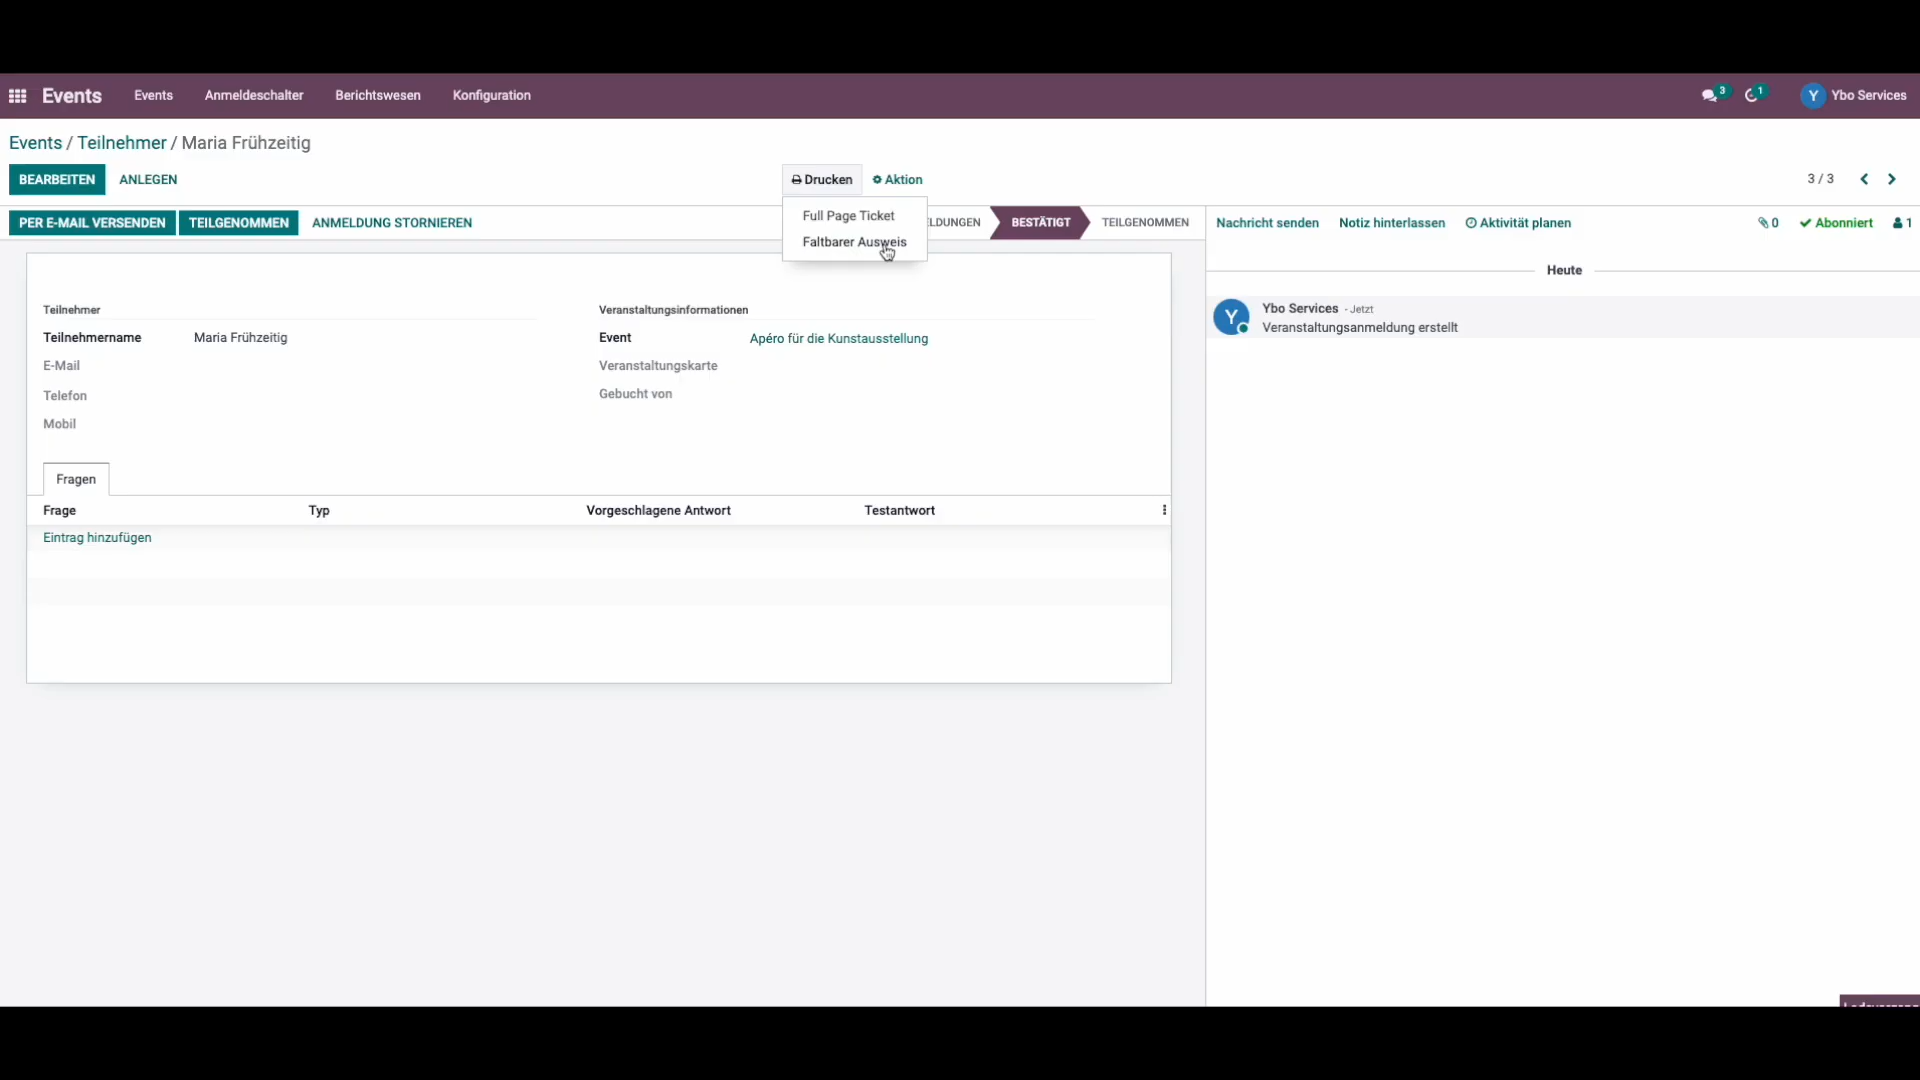 Events Events Anmeldeschalter Berichtswesen Konfiguration 3 1 Y Ybo Services
Events / Teilnehmer / Maria Frühzeitig
BEARBEITEN ANLEGEN Drucken Aktion 3 / 3
PER E-MAIL VERSENDEN TEILGENOMMEN ANMELDUNG STORNIEREN BESTÄTIGT TEILGENOMMEN Nachricht senden Notiz hinterlassen Aktivität planen 0 Abonniert 1
Full Page Ticket
Faltbarer Ausweis
Heute
Teilnehmer Veranstaltungsinformationen
Y Ybo Services - Jetzt
Veranstaltungsanmeldung erstellt
Teilnehmername Maria Frühzeitig Event Apéro für die Kunstausstellung
E-Mail Veranstaltungskarte
Telefon Gebucht von
Mobil
Fragen
Frage Typ Vorgeschlagene Antwort Testantwort
Eintrag hinzufügen